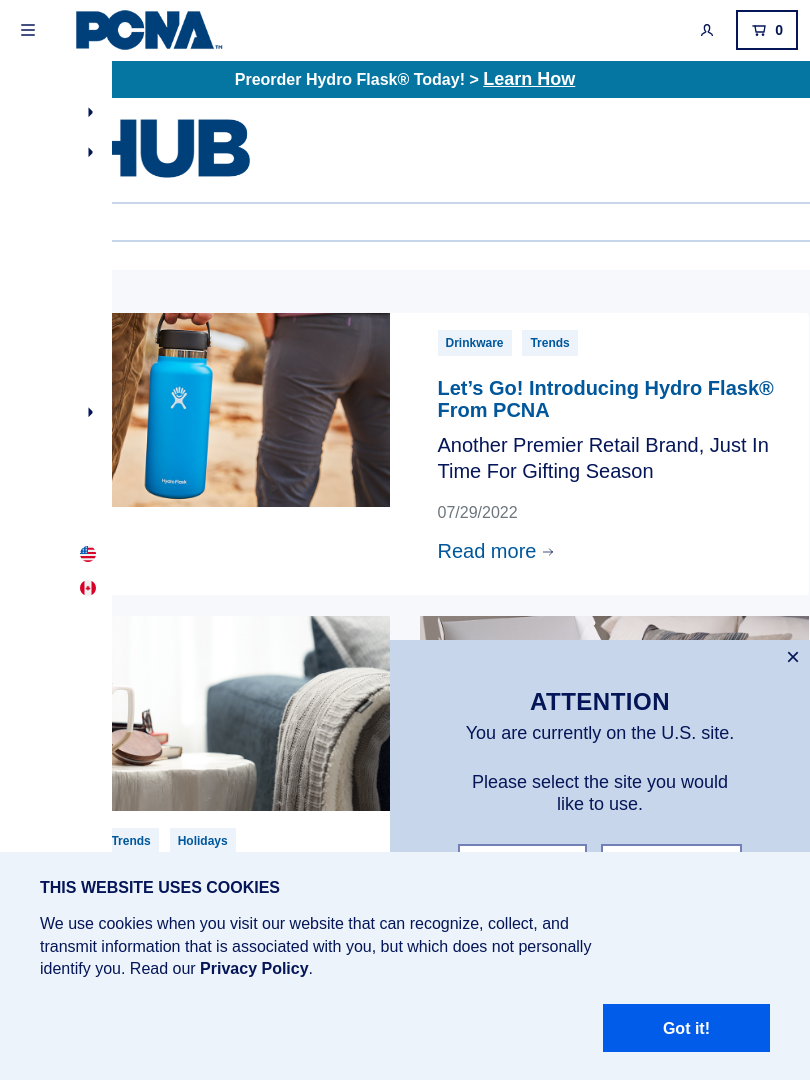 PCNA™
0
Preorder Hydro Flask® Today! > Learn How
HUB
Drinkware
Trends
Let’s Go! Introducing Hydro Flask®
From PCNA
Another Premier Retail Brand, Just In
Time For Gifting Season
07/29/2022
Read more
Hydro Flask
ATTENTION
You are currently on the U.S. site.
Please select the site you would
like to use.
Trends
Holidays
THIS WEBSITE USES COOKIES
We use cookies when you visit our website that can recognize, collect, and
transmit information that is associated with you, but which does not personally
identify you. Read our Privacy Policy.
Got it!